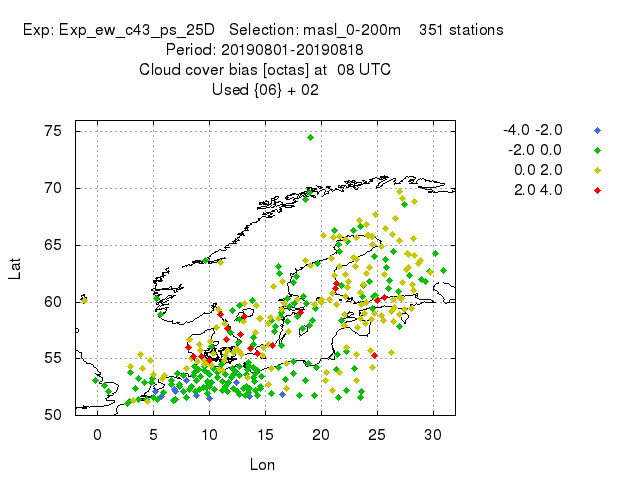 Exp: Exp_ew_c43_ps_25D   Selection: masl_0-200m    351 stations
Period: 20190801-20190818
Cloud cover bias [octas] at  08 UTC
Used {06} + 02
-4.0 -2.0
-2.0 0.0
0.0 2.0
2.0 4.0
75
70
65
60
55
50
Lat
0 5 10 15 20 25 30
Lon